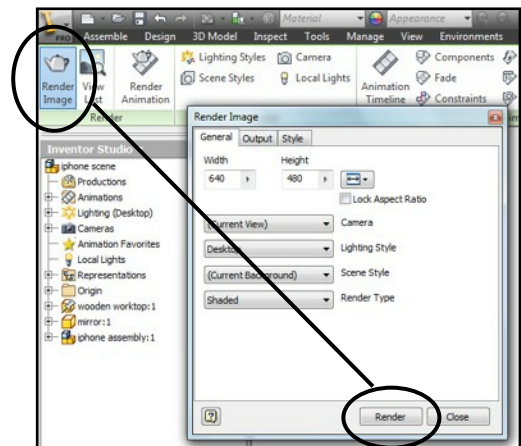 PRO
Material
Appearance
Assemble Design 3D Model Inspect Tools Manage View Environments
Render Image
View Last
Render Animation
Lighting Styles
Camera
Scene Styles
Local Lights
Animation Timeline
Components
Fade
Constraints
Render
Inventor Studio
iphone scene
Productions
Animations
Lighting (Desktop)
Cameras
Animation Favorites
Local Lights
Representations
Origin
wooden worktop:1
mirror:1
iphone assembly:1
Render Image
General Output Style
Width Height
640 480
Lock Aspect Ratio
(Current View) Camera
Desktop Lighting Style
(Current Background) Scene Style
Shaded Render Type
Render Close